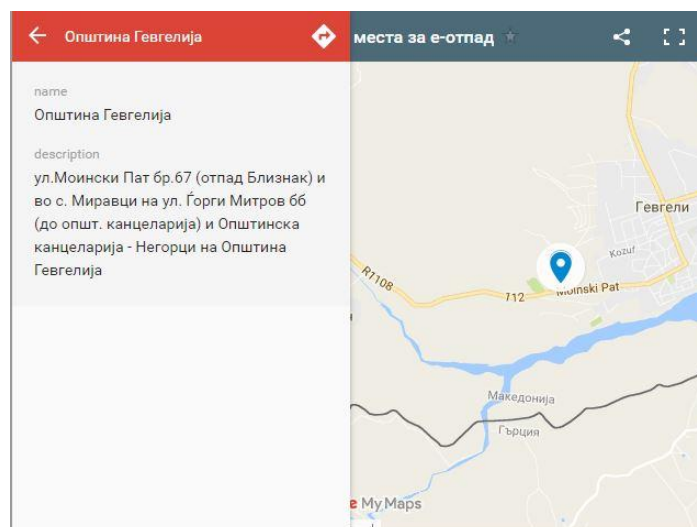 Општина Гевгелија
места за е-отпад
name
Општина Гевгелија
description
ул.Моински Пат бр.67 (отпад Близнак) и
во с. Миравци на ул. Ѓорги Митров бб
(до општ. канцеларија) и Општинска
канцеларија - Негорци на Општина
Гевгелија
Гевгели
Kozuf
R1108
712
Moinski Pat
Македонија
Гърция
e My Maps